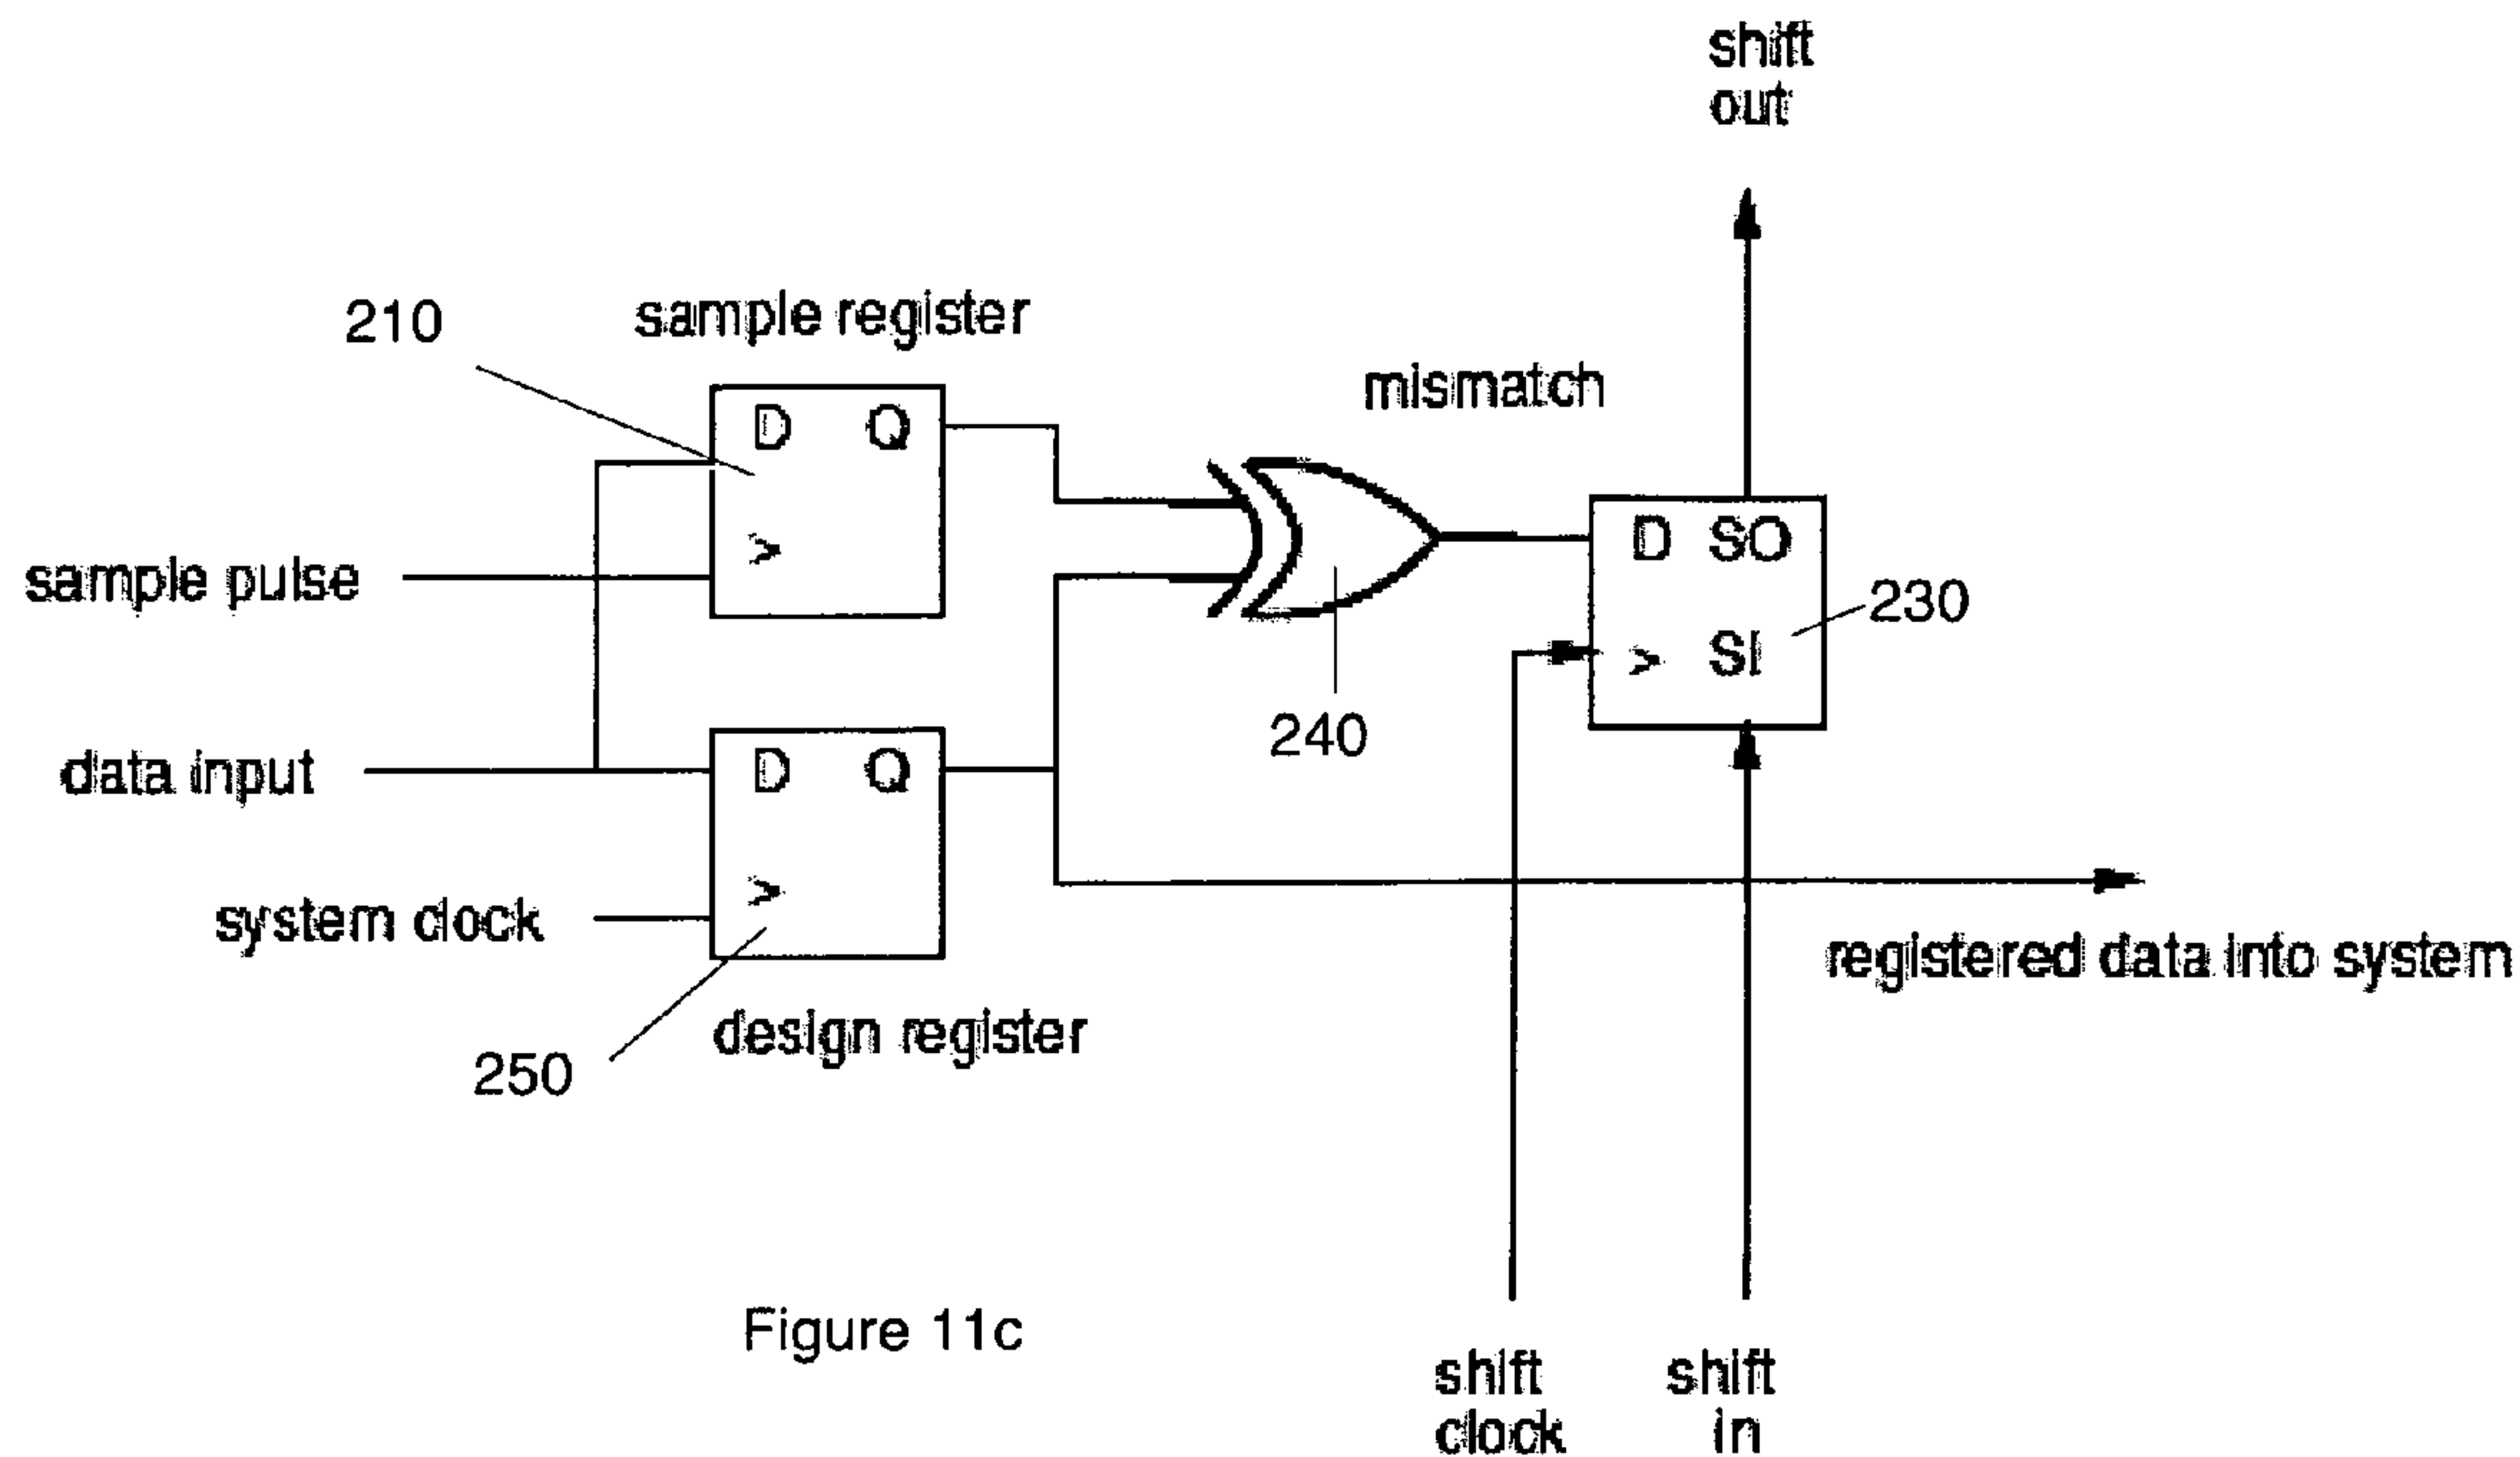 shift
out
210
sample register
mismatch
D Q
>
sample pulse
D SO
> SI
230
240
data input
D Q
>
system clock
registered data into system
design register
250
Figure 11c
shift
clock
shift
in